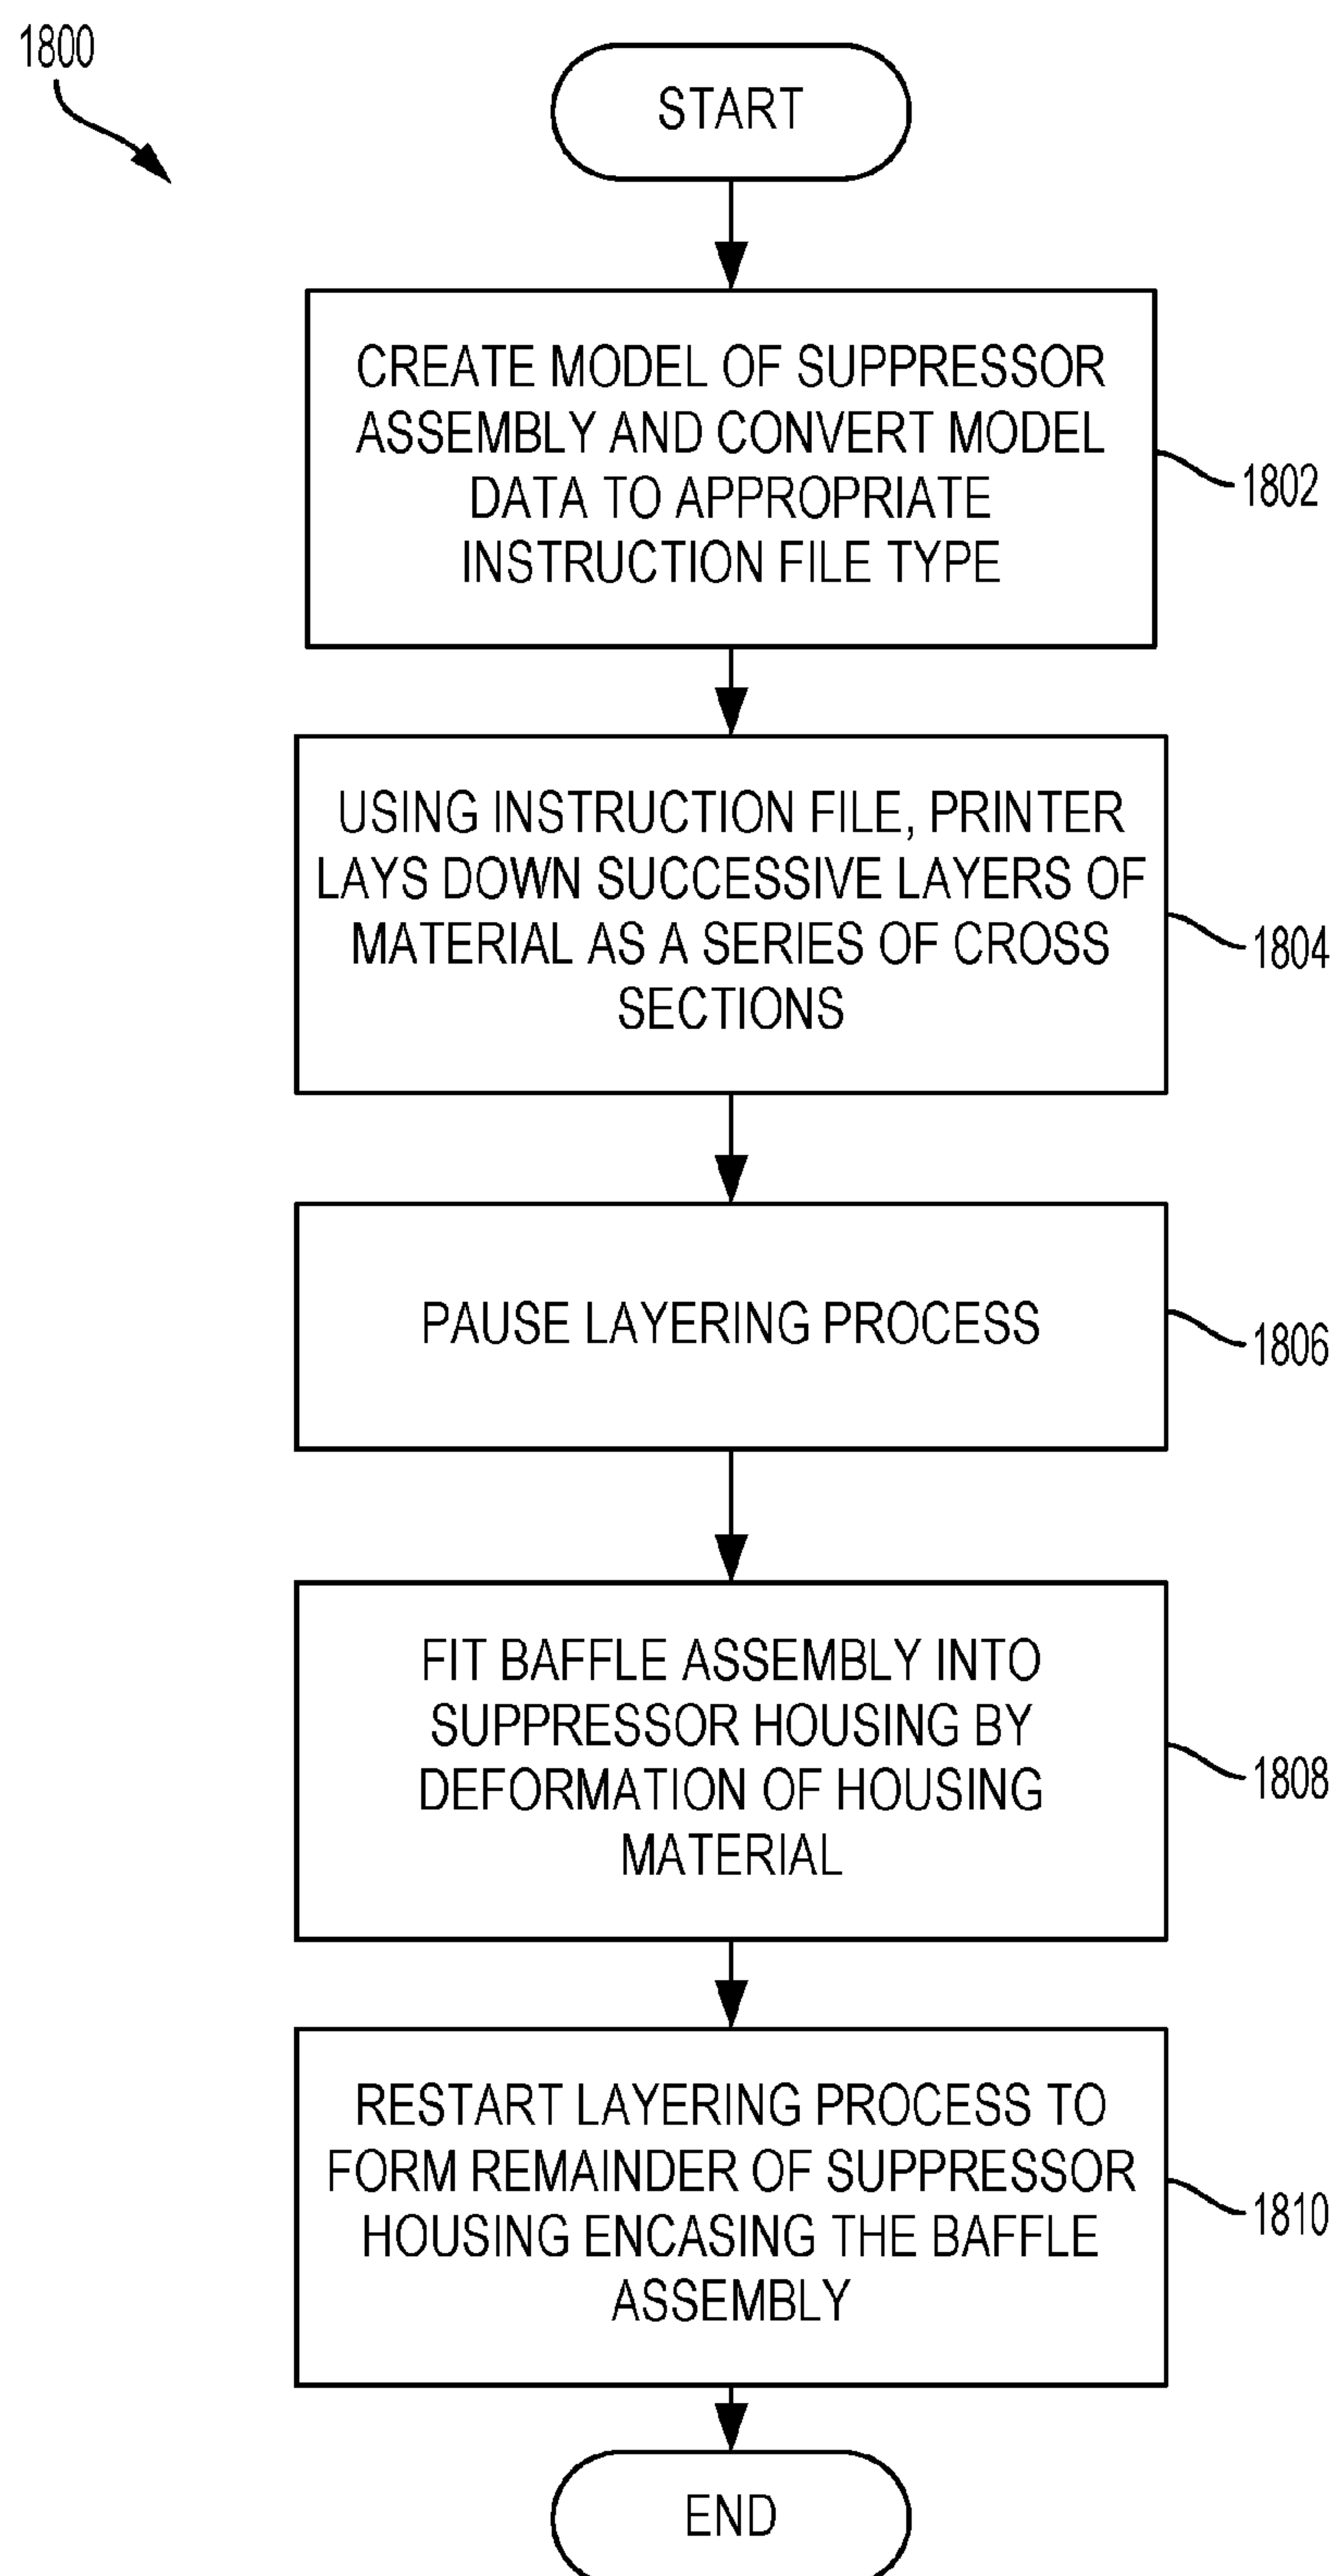 1800
START
CREATE MODEL OF SUPPRESSOR
ASSEMBLY AND CONVERT MODEL
DATA TO APPROPRIATE
INSTRUCTION FILE TYPE
1802
USING INSTRUCTION FILE, PRINTER
LAYS DOWN SUCCESSIVE LAYERS OF
MATERIAL AS A SERIES OF CROSS
SECTIONS
1804
PAUSE LAYERING PROCESS
1806
FIT BAFFLE ASSEMBLY INTO
SUPPRESSOR HOUSING BY
DEFORMATION OF HOUSING
MATERIAL
1808
RESTART LAYERING PROCESS TO
FORM REMAINDER OF SUPPRESSOR
HOUSING ENCASING THE BAFFLE
ASSEMBLY
1810
END